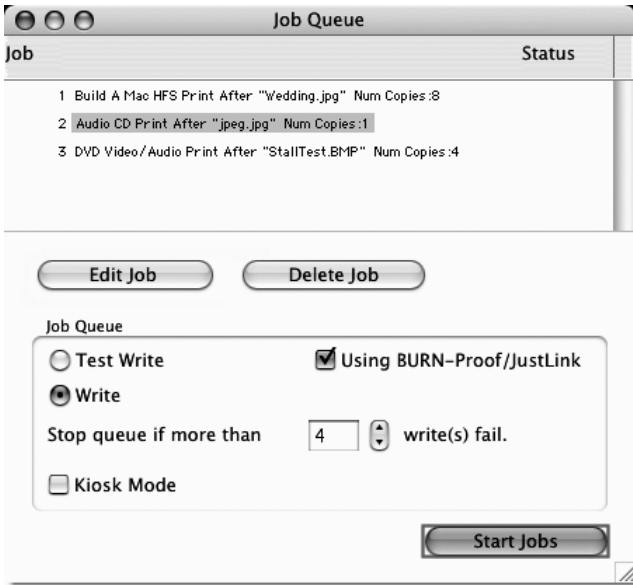 Job Queue
Job Status
1 Build A Mac HFS Print After "Wedding.jpg" Num Copies:8
2 Audio CD Print After "jpeg.jpg" Num Copies:1
3 DVD Video/Audio Print After "StallTest.BMP" Num Copies:4
Edit Job Delete Job
Job Queue
Test Write Using BURN-Proof/JustLink
Write
Stop queue if more than 4 write(s) fail.
Kiosk Mode
Start Jobs